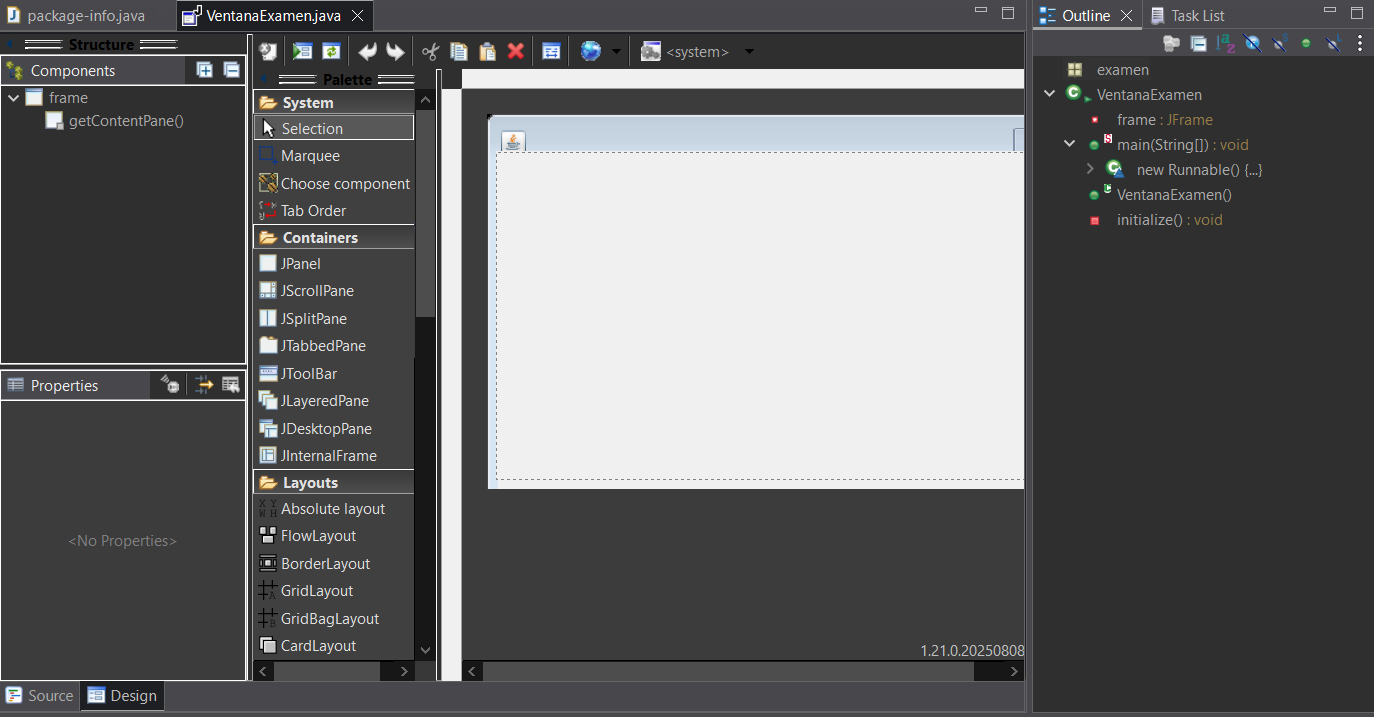 package-info.java
VentanaExamen.java
Outline
Task List
Structure
Components
frame
getContentPane()
Properties
<No Properties>
<system>
Palette
System
Selection
Marquee
Choose component
Tab Order
Containers
JPanel
JScrollPane
JSplitPane
JTabbedPane
JToolBar
JLayeredPane
JDesktopPane
JInternalFrame
Layouts
Absolute layout
FlowLayout
BorderLayout
GridLayout
GridBagLayout
CardLayout
1.21.0.20250808
examen
VentanaExamen
frame : JFrame
main(String[]) : void
new Runnable() {...}
VentanaExamen()
initialize() : void
Source
Design